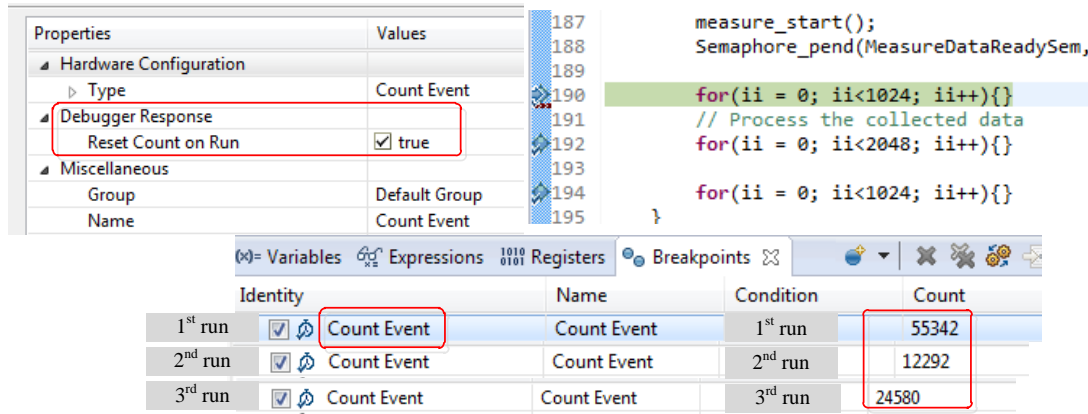 Properties Values
Hardware Configuration
Type Count Event
Debugger Response
Reset Count on Run true
Miscellaneous
Group Default Group
Name Count Event
187 measure_start();
188 Semaphore_pend(MeasureDataReadySem,
189
190 for(ii = 0; ii<1024; ii++){}
191 // Process the collected data
192 for(ii = 0; ii<2048; ii++){}
193
194 for(ii = 0; ii<1024; ii++){}
195 }
(x)= Variables Expressions 1010 0101 Registers Breakpoints
Identity Name Condition Count
1st run Count Event Count Event 1st run 55342
2nd run Count Event Count Event 2nd run 12292
3rd run Count Event Count Event 3rd run 24580